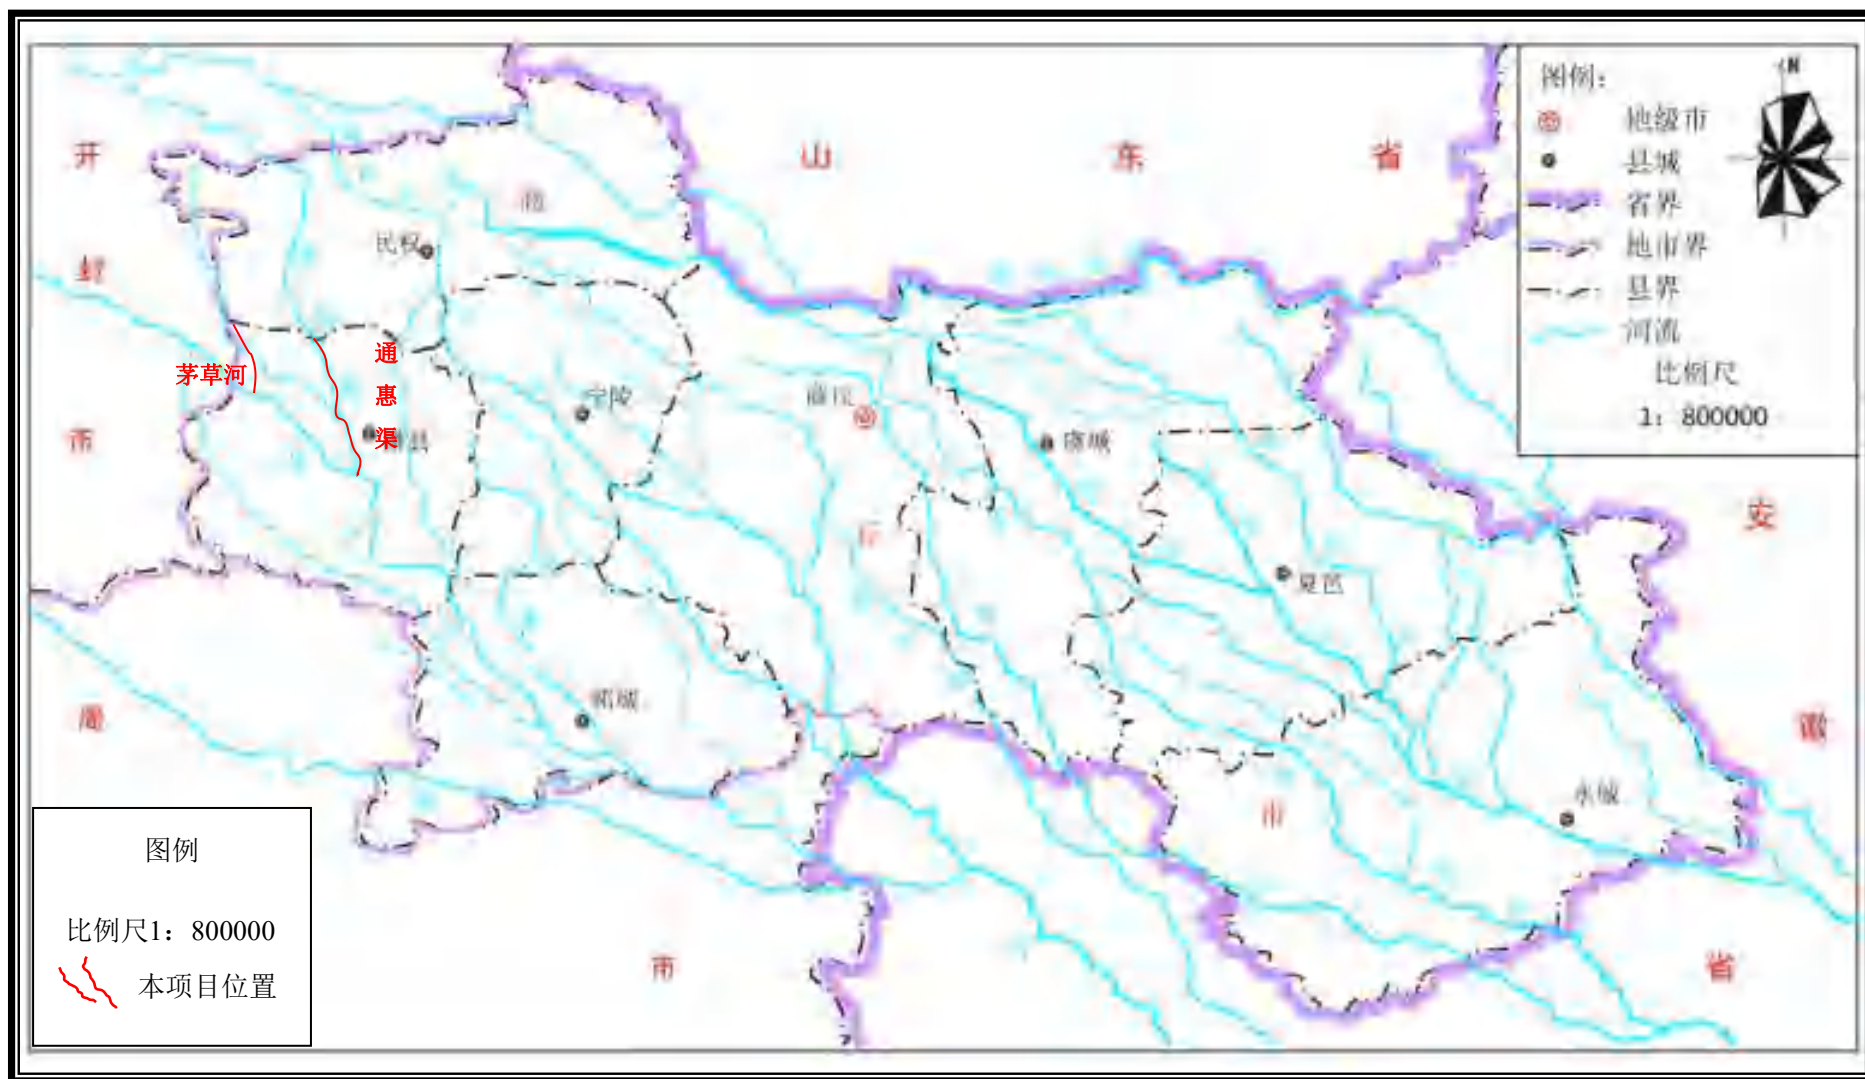 图例：
N
地级市
县城
省界
地市界
县界
河流
比例尺
1：800000
开
封
市
山 东 省
民权
茅草河
通
惠
渠
县
宁陵
商丘
虞城
夏邑
柘城
永城
安
徽
省
周
市
市
图例
比例尺1：800000
本项目位置